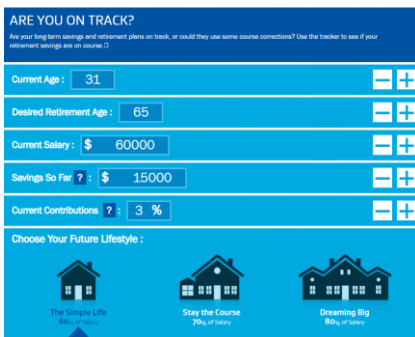 ARE YOU ON TRACK?
Are your long-term savings and retirement plans on track, or could they use some course corrections? Use the tracker to see if your
retirement savings are on course.▯
Current Age : 31 − +
Desired Retirement Age : 65 − +
Current Salary : $ 60000 − +
Savings So Far ? : $ 15000 − +
Current Contributions ? : 3 % − +
Choose Your Future Lifestyle :
The Simple Life Stay the Course Dreaming Big
60% of Salary 70% of Salary 80% of Salary